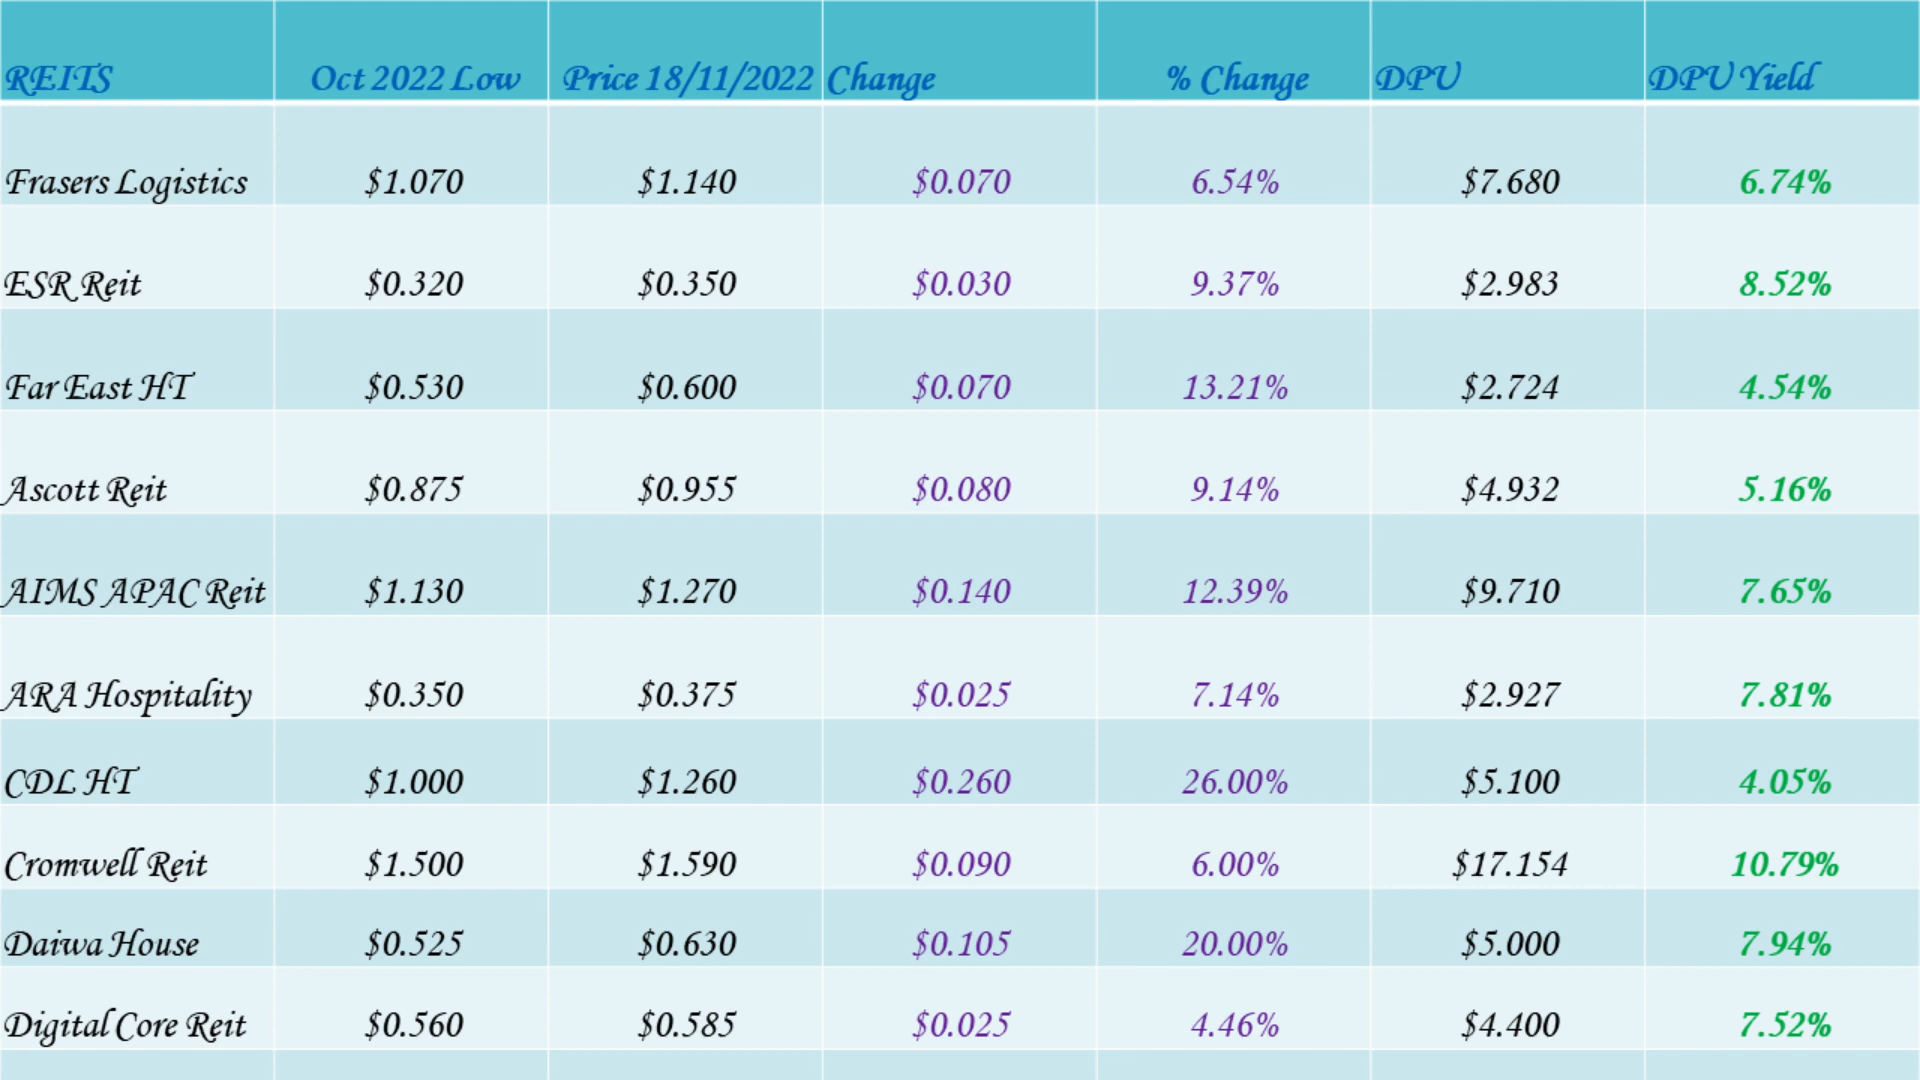 REITS Oct 2022 Low Price 18/11/2022 Change % Change DPU DPU Yield
Frasers Logistics $1.070 $1.140 $0.070 6.54% $7.680 6.74%
ESR Reit $0.320 $0.350 $0.030 9.37% $2.983 8.52%
Far East HT $0.530 $0.600 $0.070 13.21% $2.724 4.54%
Ascott Reit $0.875 $0.955 $0.080 9.14% $4.932 5.16%
AIMS APAC Reit $1.130 $1.270 $0.140 12.39% $9.710 7.65%
ARA Hospitality $0.350 $0.375 $0.025 7.14% $2.927 7.81%
CDL HT $1.000 $1.260 $0.260 26.00% $5.100 4.05%
Cromwell Reit $1.500 $1.590 $0.090 6.00% $17.154 10.79%
Daiwa House $0.525 $0.630 $0.105 20.00% $5.000 7.94%
Digital Core Reit $0.560 $0.585 $0.025 4.46% $4.400 7.52%